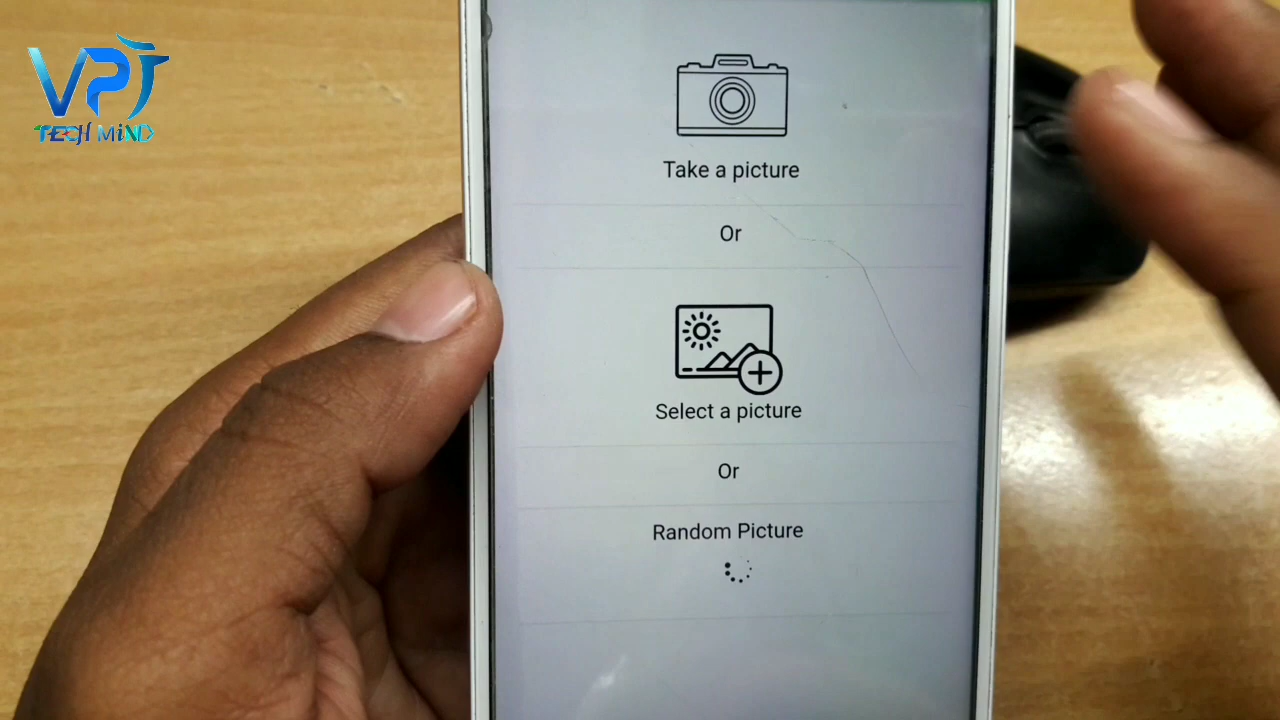 VPT
TECH MiND
Take a picture
Or
Select a picture
Or
Random Picture